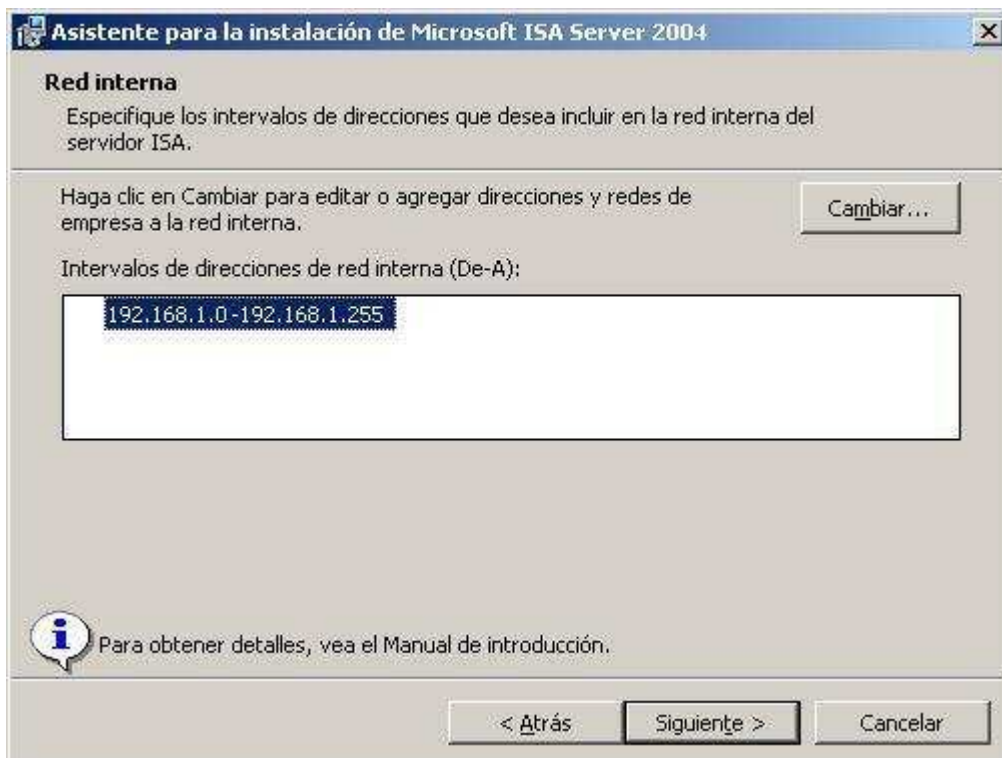 Asistente para la instalación de Microsoft ISA Server 2004
Red interna
Especifique los intervalos de direcciones que desea incluir en la red interna del
servidor ISA.
Haga clic en Cambiar para editar o agregar direcciones y redes de
empresa a la red interna.
Cambiar...
Intervalos de direcciones de red interna (De-A):
192.168.1.0-192.168.1.255
Para obtener detalles, vea el Manual de introducción.
< Atrás
Siguiente >
Cancelar